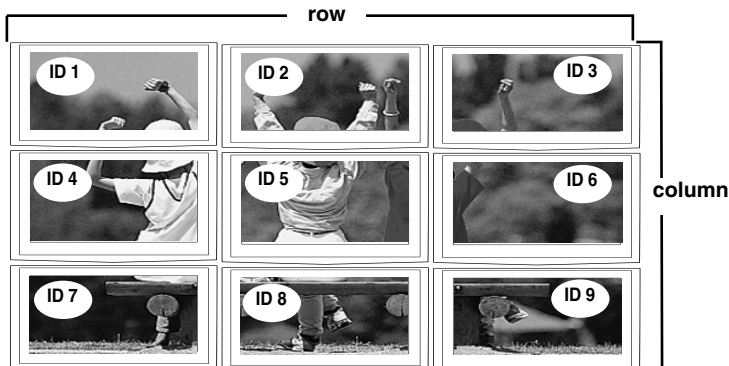 row
ID 1
ID 2
ID 3
ID 4
ID 5
ID 6
column
ID 7
ID 8
ID 9